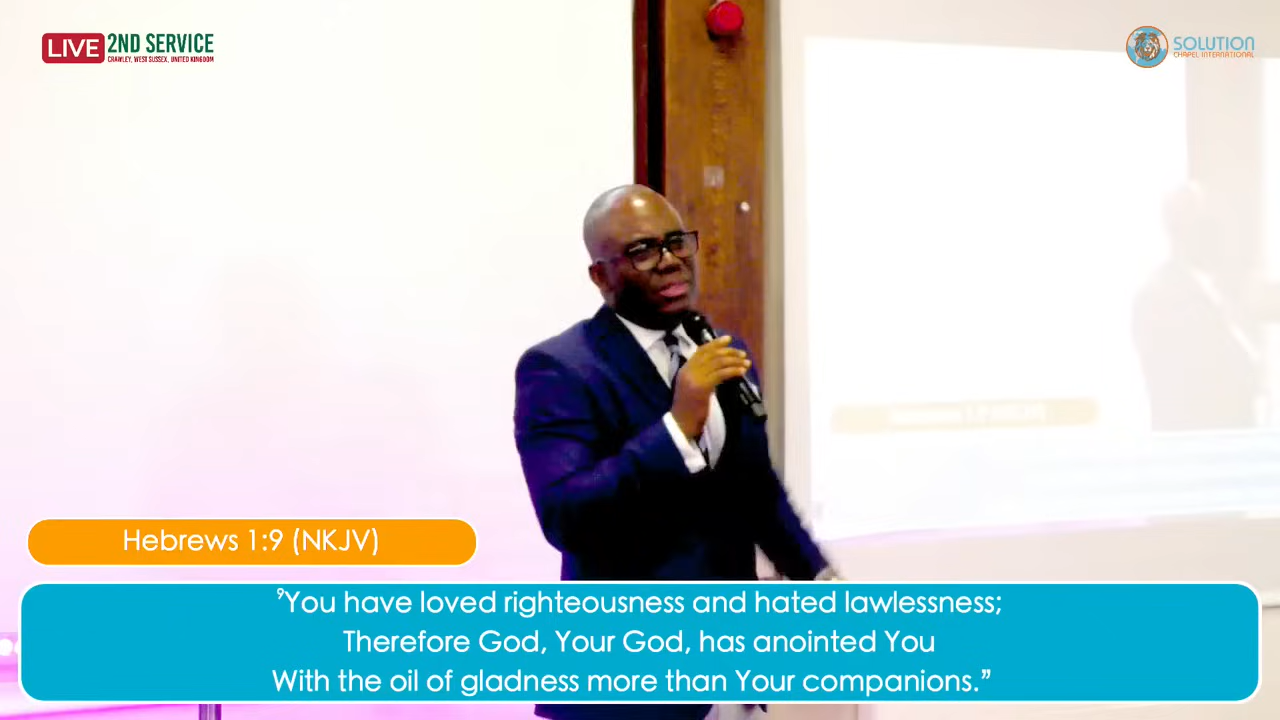 LIVE 2ND SERVICE
CRAWLEY, WEST SUSSEX, UNITED KINGDOM
SOLUTION
CHAPEL INTERNATIONAL
Hebrews 1:9 (NKJV)
⁹You have loved righteousness and hated lawlessness;
Therefore God, Your God, has anointed You
With the oil of gladness more than Your companions.”